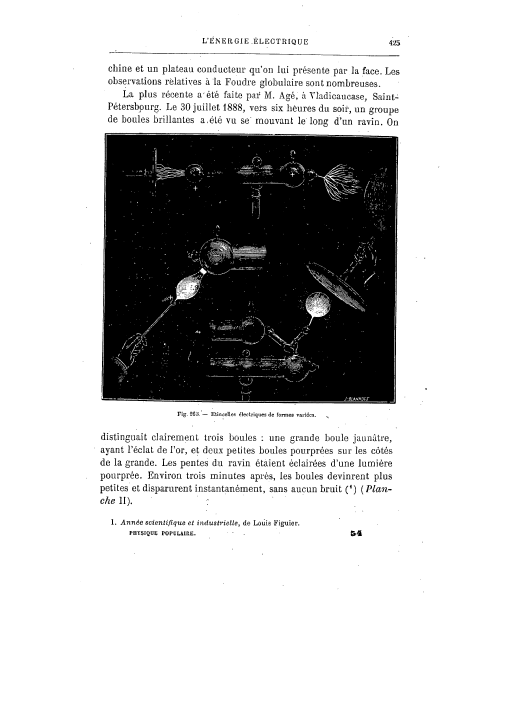 L'ÉNERGIE ÉLECTRIQUE 425
chine et un plateau conducteur qu'on lui présente par la face. Les
observations relatives à la Foudre globulaire sont nombreuses.
La plus récente a été faite par M. Agé, à Vladicaucase, Saint-
Pétersbourg. Le 30 juillet 1888, vers six heures du soir, un groupe
de boules brillantes a été vu se mouvant le long d'un ravin. On
Fig. 393. — Étincelles électriques de formes variées.
distinguait clairement trois boules : une grande boule jaunâtre,
ayant l'éclat de l'or, et deux petites boules pourprées sur les côtés
de la grande. Les pentes du ravin étaient éclairées d'une lumière
pourprée. Environ trois minutes après, les boules devinrent plus
petites et disparurent instantanément, sans aucun bruit (¹) (Plan-
che II).
1. Année scientifique et industrielle, de Louis Figuier.
PHYSIQUE POPULAIRE. 54